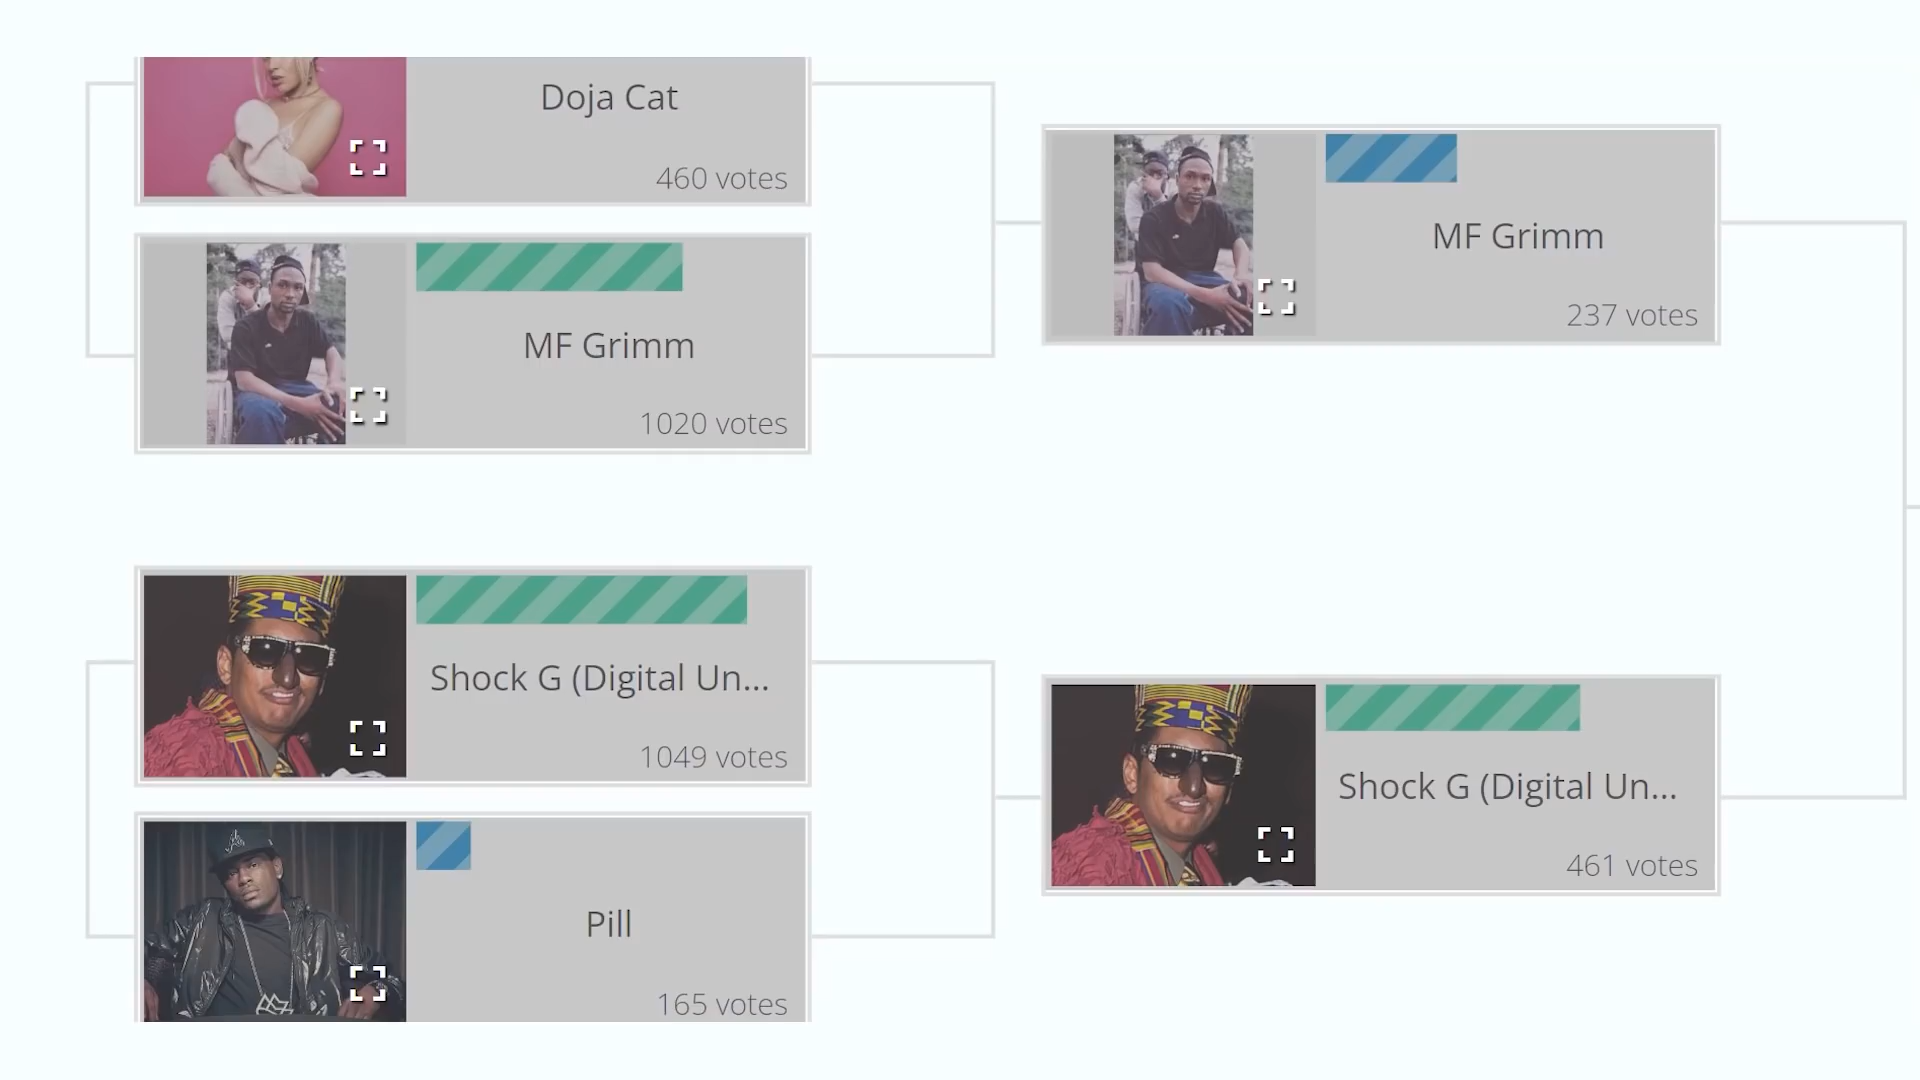 Doja Cat
460 votes
MF Grimm
1020 votes
Shock G (Digital Un...
1049 votes
Pill
165 votes
MF Grimm
237 votes
Shock G (Digital Un...
461 votes